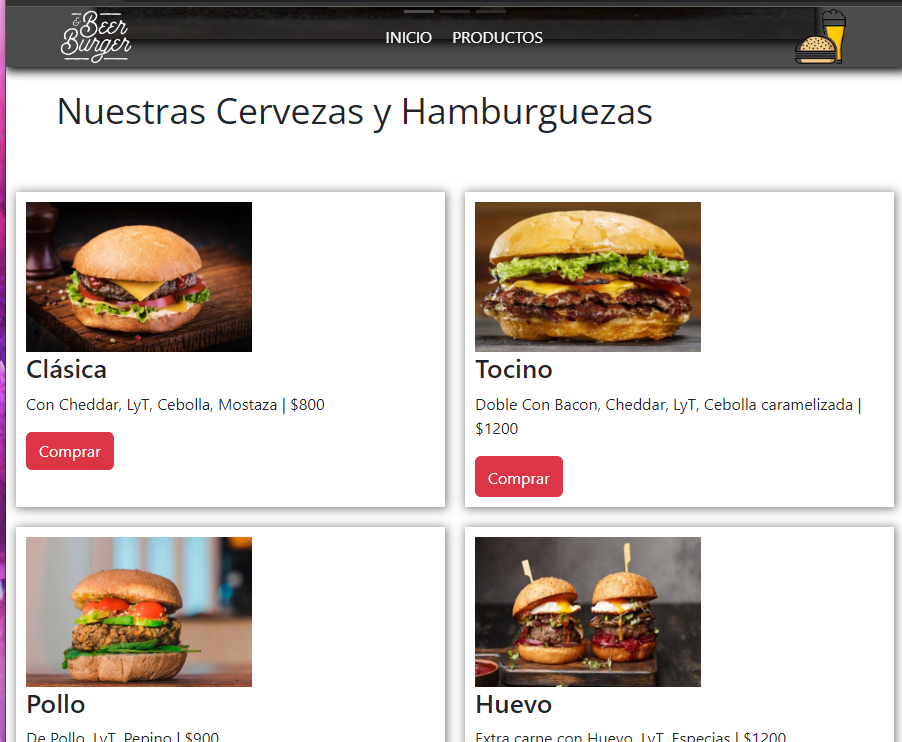 & Beer
Burger
INICIO PRODUCTOS
Nuestras Cervezas y Hamburguezas
Clásica
Con Cheddar, LyT, Cebolla, Mostaza | $800
Comprar
Tocino
Doble Con Bacon, Cheddar, LyT, Cebolla caramelizada |
$1200
Comprar
Pollo
De Pollo, LyT, Pepino | $900
Huevo
Extra carne con Huevo, LyT, Especias | $1200